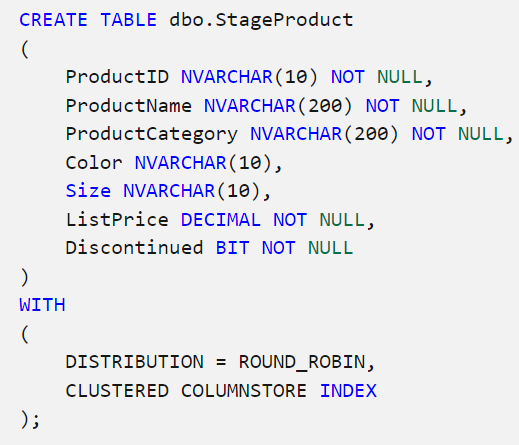 CREATE TABLE dbo.StageProduct
(
    ProductID NVARCHAR(10) NOT NULL,
    ProductName NVARCHAR(200) NOT NULL,
    ProductCategory NVARCHAR(200) NOT NULL,
    Color NVARCHAR(10),
    Size NVARCHAR(10),
    ListPrice DECIMAL NOT NULL,
    Discontinued BIT NOT NULL
)
WITH
(
    DISTRIBUTION = ROUND_ROBIN,
    CLUSTERED COLUMNSTORE INDEX
);